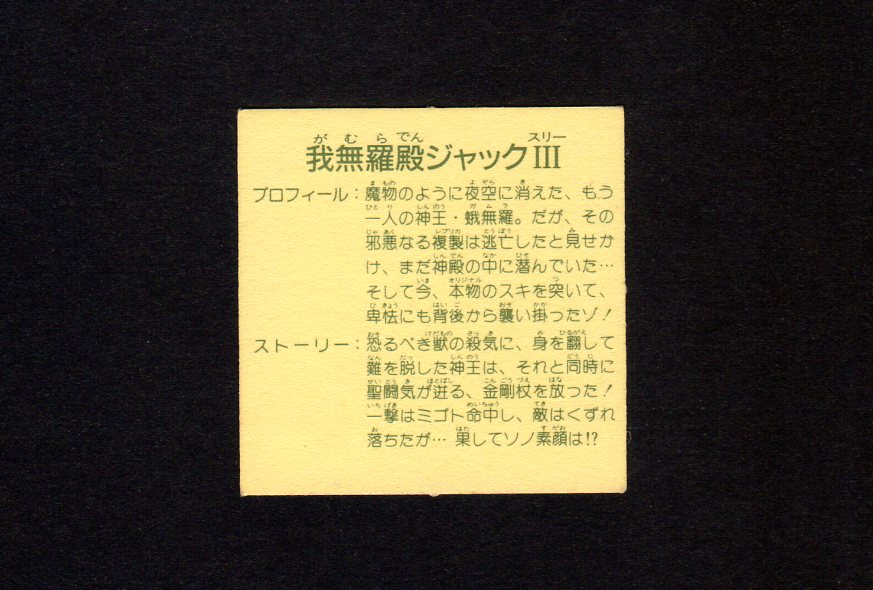 我無羅殿ジャックIII
プロフィール：魔物のように夜空に消えた、もう
一人の神王・蛾無羅。だが、その
邪悪なる複製は逃亡したと見せか
け、まだ神殿の中に潜んでいた…
そして今、本物のスキを突いて、
卑怯にも背後から襲い掛ったゾ！
ストーリー：恐るべき獣の殺気に、身を翻して
難を脱した神王は、それと同時に
聖闘気が迸る、金剛杖を放った！
一撃はミゴト命中し、敵はくずれ
落ちたが… 果してソノ素顔は!?